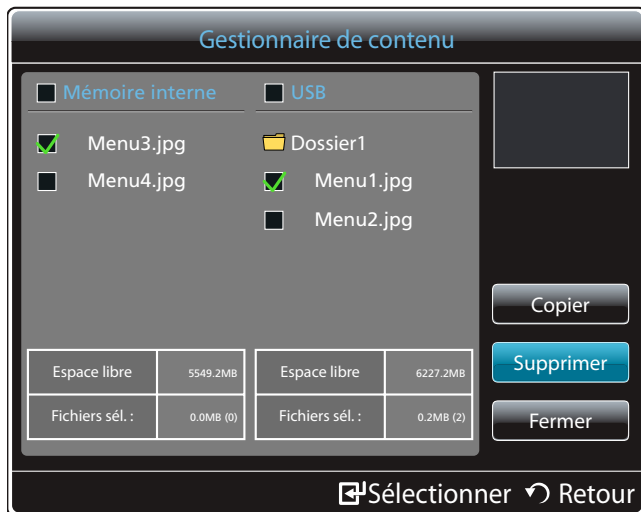 Gestionnaire de contenu
Mémoire interne
USB
Menu3.jpg
Dossier1
Menu4.jpg
Menu1.jpg
Menu2.jpg
Espace libre 5549.2MB
Fichiers sél. : 0.0MB (0)
Espace libre 6227.2MB
Fichiers sél. : 0.2MB (2)
Copier
Supprimer
Fermer
Sélectionner Retour